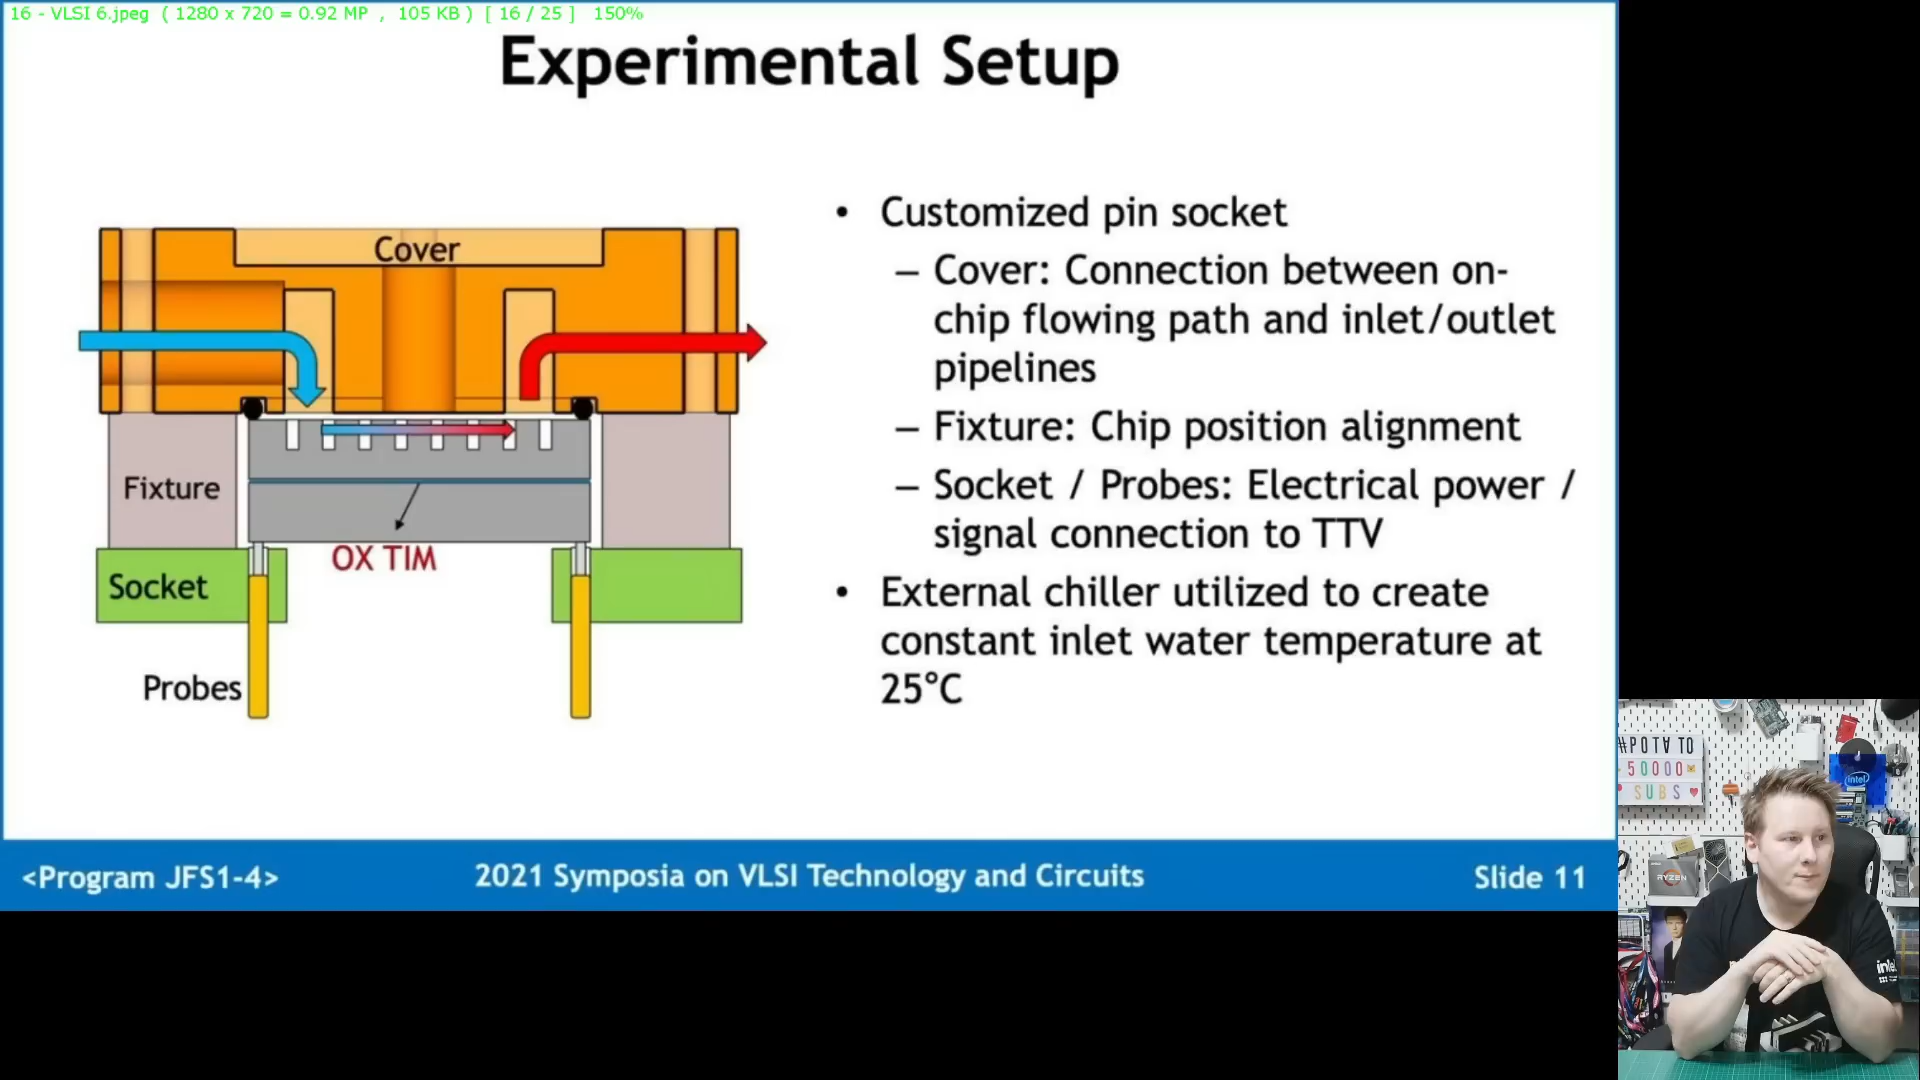 16 - VLSI 6.jpeg ( 1280 x 720 = 0.92 MP , 105 KB ) [ 16 / 25 ] 150%
Experimental Setup
Cover
Fixture
OX TIM
Socket
Probes
• Customized pin socket
– Cover: Connection between on-
chip flowing path and inlet/outlet
pipelines
– Fixture: Chip position alignment
– Socket / Probes: Electrical power /
signal connection to TTV
• External chiller utilized to create
constant inlet water temperature at
25°C
<Program JFS1-4>
2021 Symposia on VLSI Technology and Circuits
Slide 11
#POTATO
50000
SUBS
intel
RYZEN